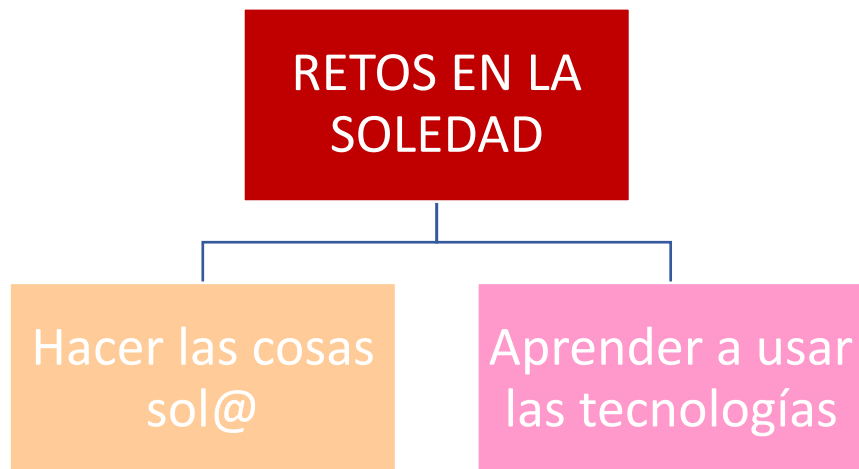 RETOS EN LA
SOLEDAD
Hacer las cosas
sol@
Aprender a usar
las tecnologías